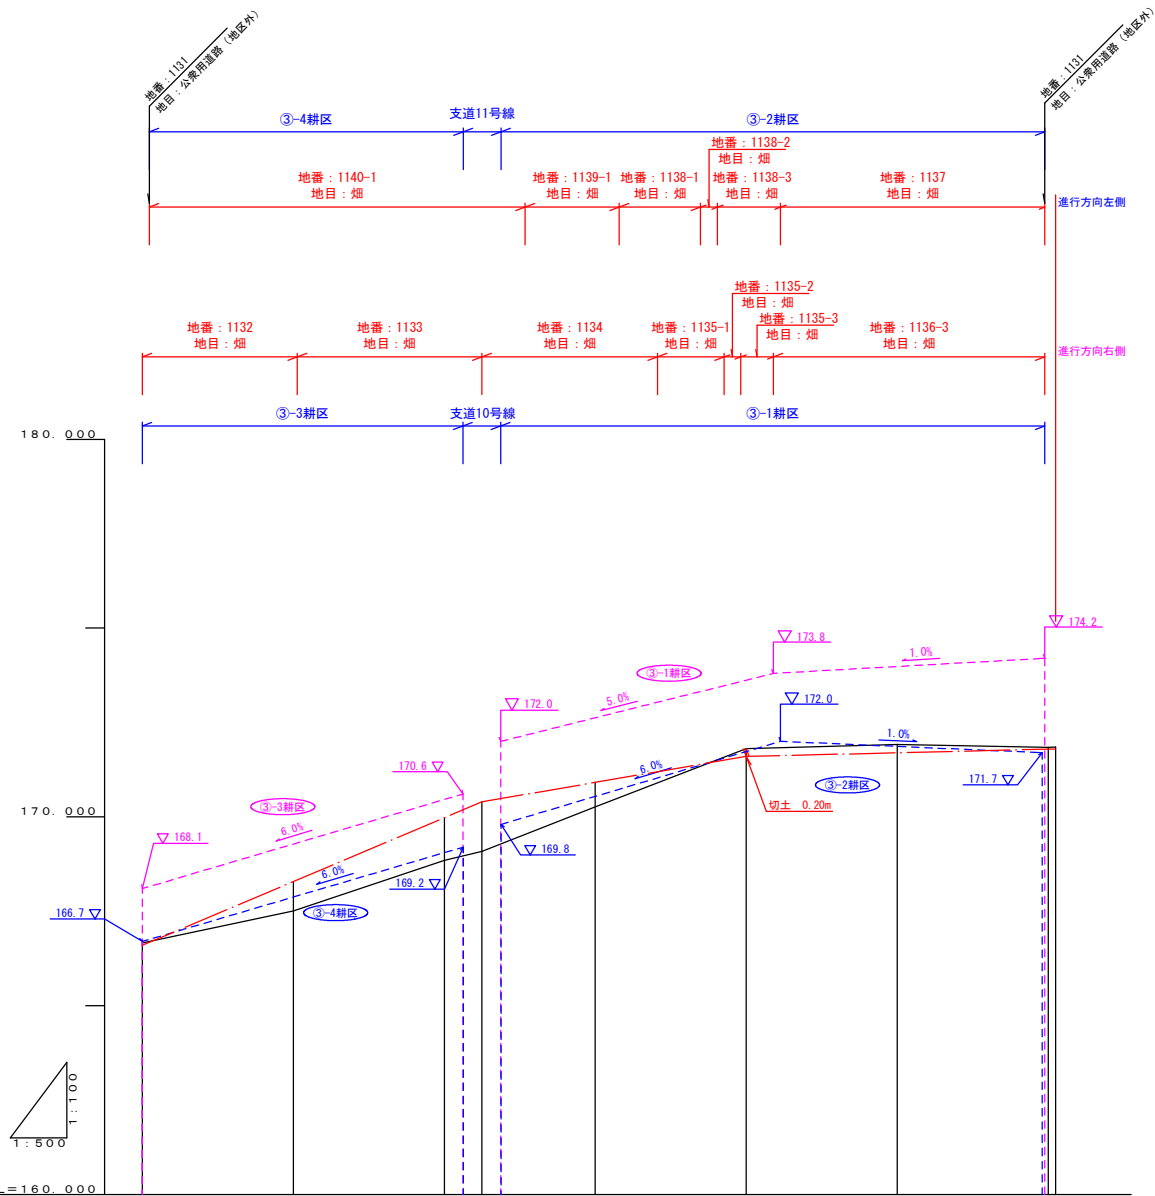 地番：1131
地目：公衆用道路（地区外）
地番：1131
地目：公衆用道路（地区外）
③-4耕区
支道11号線
③-2耕区
地番：1138-2
地目：畑
地番：1140-1
地目：畑
地番：1139-1
地目：畑
地番：1138-1
地目：畑
地番：1138-3
地目：畑
地番：1137
地目：畑
進行方向左側
地番：1135-2
地目：畑
地番：1135-3
地目：畑
地番：1132
地目：畑
地番：1133
地目：畑
地番：1134
地目：畑
地番：1135-1
地目：畑
地番：1136-3
地目：畑
進行方向右側
③-3耕区
支道10号線
③-1耕区
180.000
▽ 174.2
▽ 173.8
1.0%
③-1耕区
5.0%
▽ 172.0
▽ 172.0
1.0%
170.6 ▽
6.0%
171.7 ▽
③-2耕区
170.000
③-3耕区
切土 0.20m
6.0%
▽ 168.1
▽ 169.8
6.0%
169.2 ▽
166.7 ▽
③-4耕区
1:100
1:500
=160.000